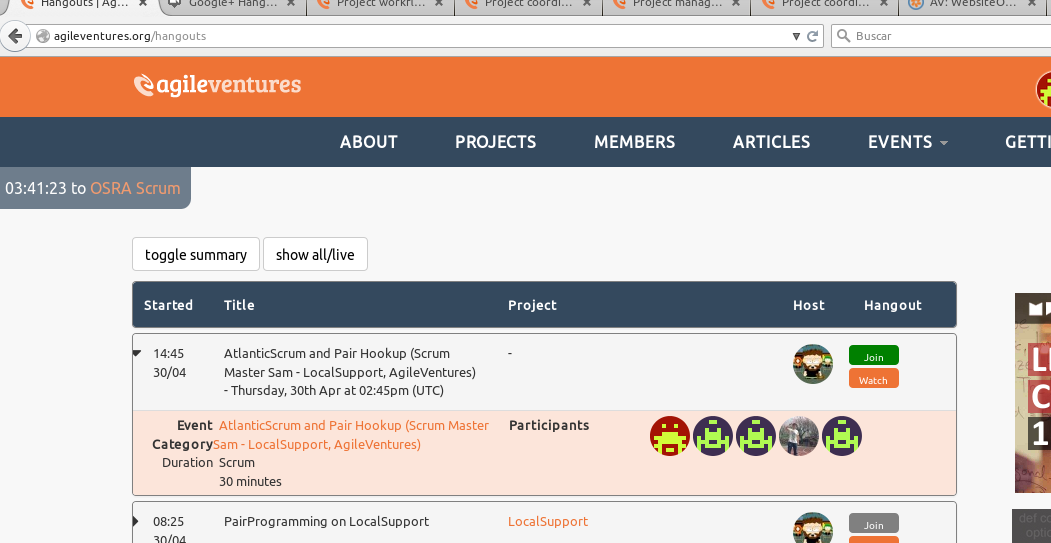 Hangouts | Ag...
Google+ Hang...
Project workri...
Project coordi...
Project manag...
Project coordi...
AV: WebsiteO...
agileventures.org/hangouts
Buscar
agileventures
ABOUT PROJECTS MEMBERS ARTICLES EVENTS GETTI
03:41:23 to OSRA Scrum
toggle summary show all/live
Started Title Project Host Hangout
14:45 AtlanticScrum and Pair Hookup (Scrum - Join
30/04 Master Sam - LocalSupport, AgileVentures) Watch
- Thursday, 30th Apr at 02:45pm (UTC)
Event AtlanticScrum and Pair Hookup (Scrum Master Participants
Category Sam - LocalSupport, AgileVentures)
Duration Scrum
30 minutes
08:25 PairProgramming on LocalSupport LocalSupport Join
30/04
def co
option